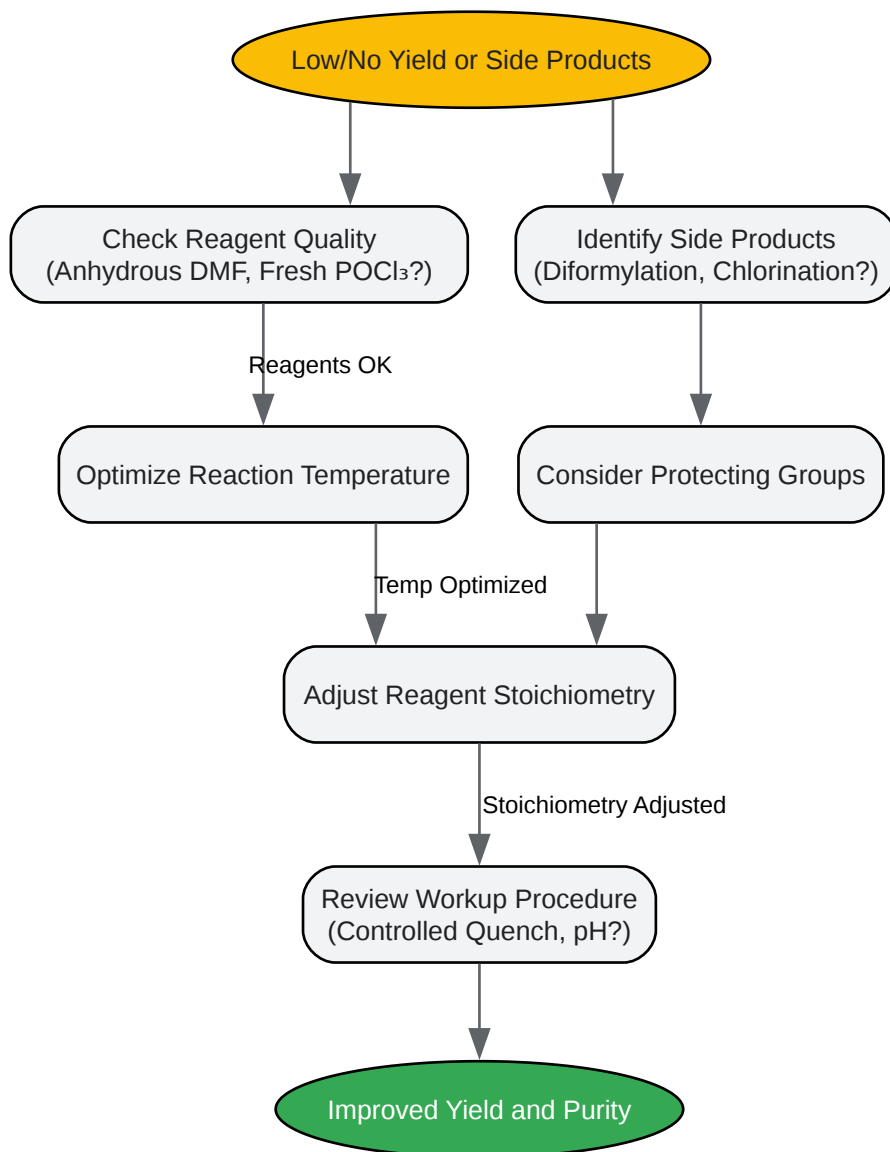 Low/No Yield or Side Products
Check Reagent Quality
(Anhydrous DMF, Fresh POCl₃?)
Identify Side Products
(Diformylation, Chlorination?)
Reagents OK
Optimize Reaction Temperature
Consider Protecting Groups
Temp Optimized
Adjust Reagent Stoichiometry
Stoichiometry Adjusted
Review Workup Procedure
(Controlled Quench, pH?)
Improved Yield and Purity